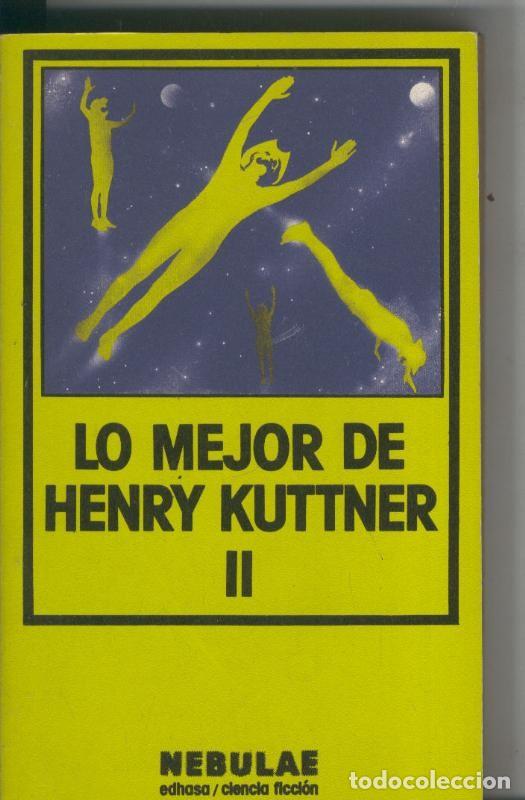 LO MEJOR DE
HENRY KUTTNER
II
NEBULAE
edhasa / ciencia ficción
todocoleccion